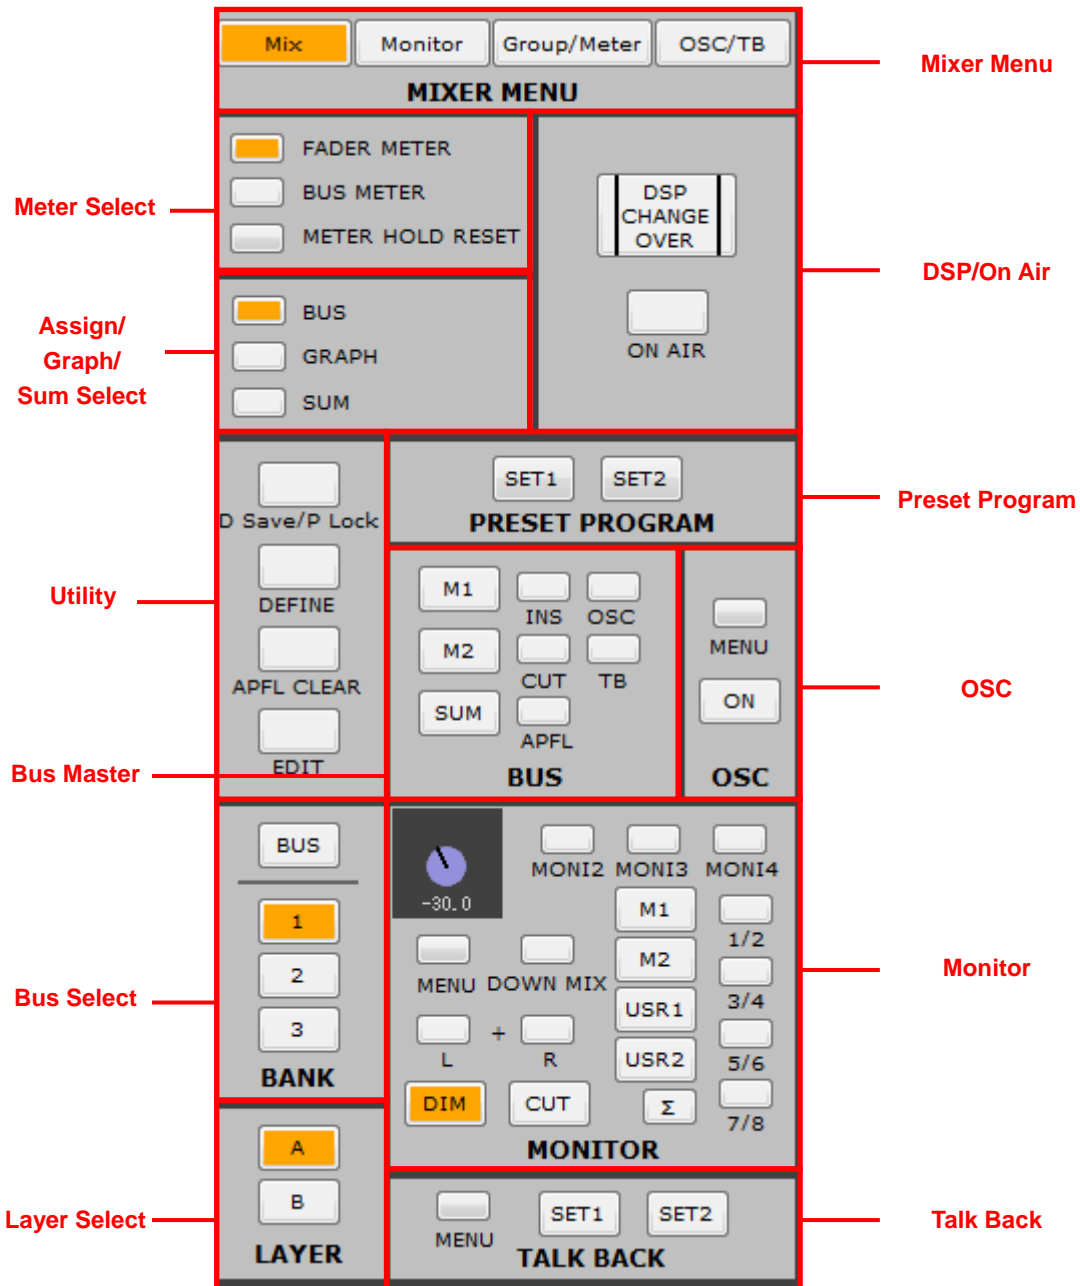 Mix
Monitor
Group/Meter
OSC/TB
MIXER MENU
Mixer Menu
FADER METER
BUS METER
METER HOLD RESET
Meter Select
DSP
CHANGE
OVER
ON AIR
DSP/On Air
BUS
GRAPH
SUM
Assign/
Graph/
Sum Select
SET1
SET2
PRESET PROGRAM
Preset Program
D Save/P Lock
DEFINE
APFL CLEAR
EDIT
Utility
M1
M2
SUM
INS
OSC
CUT
TB
APFL
BUS
Bus Master
MENU
ON
OSC
OSC
BUS
1
2
3
BANK
Bus Select
-30.0
MONI2
MONI3
MONI4
M1
M2
USR1
USR2
Σ
1/2
3/4
5/6
7/8
MENU
DOWN MIX
L
+
R
DIM
CUT
MONITOR
Monitor
A
B
LAYER
Layer Select
MENU
SET1
SET2
TALK BACK
Talk Back